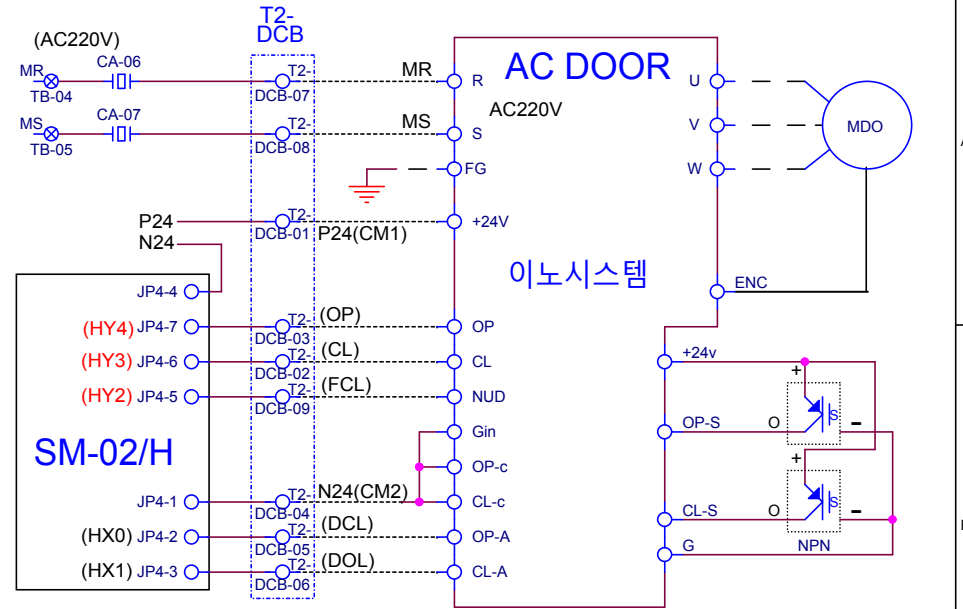 T2-
DCB
(AC220V)
MR
TB-04
CA-06
T2-
DCB-07
MR
R
AC DOOR
U
AC220V
MS
TB-05
CA-07
T2-
DCB-08
MS
S
V
MDO
FG
W
P24
T2-
DCB-01
P24(CM1)
+24V
N24
이노시스템
JP4-4
ENC
(HY4)
JP4-7
T2-
DCB-03
(OP)
OP
(HY3)
JP4-6
T2-
DCB-02
(CL)
CL
+24v
+
(HY2)
JP4-5
T2-
DCB-09
(FCL)
NUD
S
Gin
OP-S
O
-
SM-02/H
OP-c
+
JP4-1
T2-
DCB-04
N24(CM2)
CL-c
S
CL-S
O
-
(HX0)
JP4-2
T2-
DCB-05
(DCL)
OP-A
G
NPN
(HX1)
JP4-3
T2-
DCB-06
(DOL)
CL-A